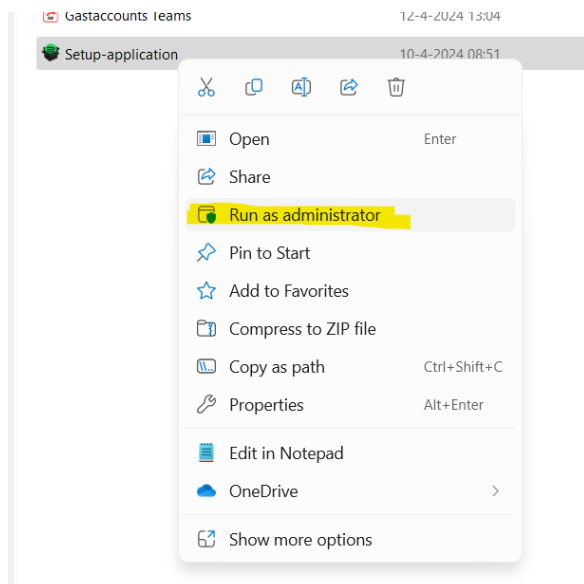 Gastaccounts Teams 12-4-2024 13:04
Setup-application 10-4-2024 08:51
Open Enter
Share
Run as administrator
Pin to Start
Add to Favorites
Compress to ZIP file
Copy as path Ctrl+Shift+C
Properties Alt+Enter
Edit in Notepad
OneDrive
Show more options